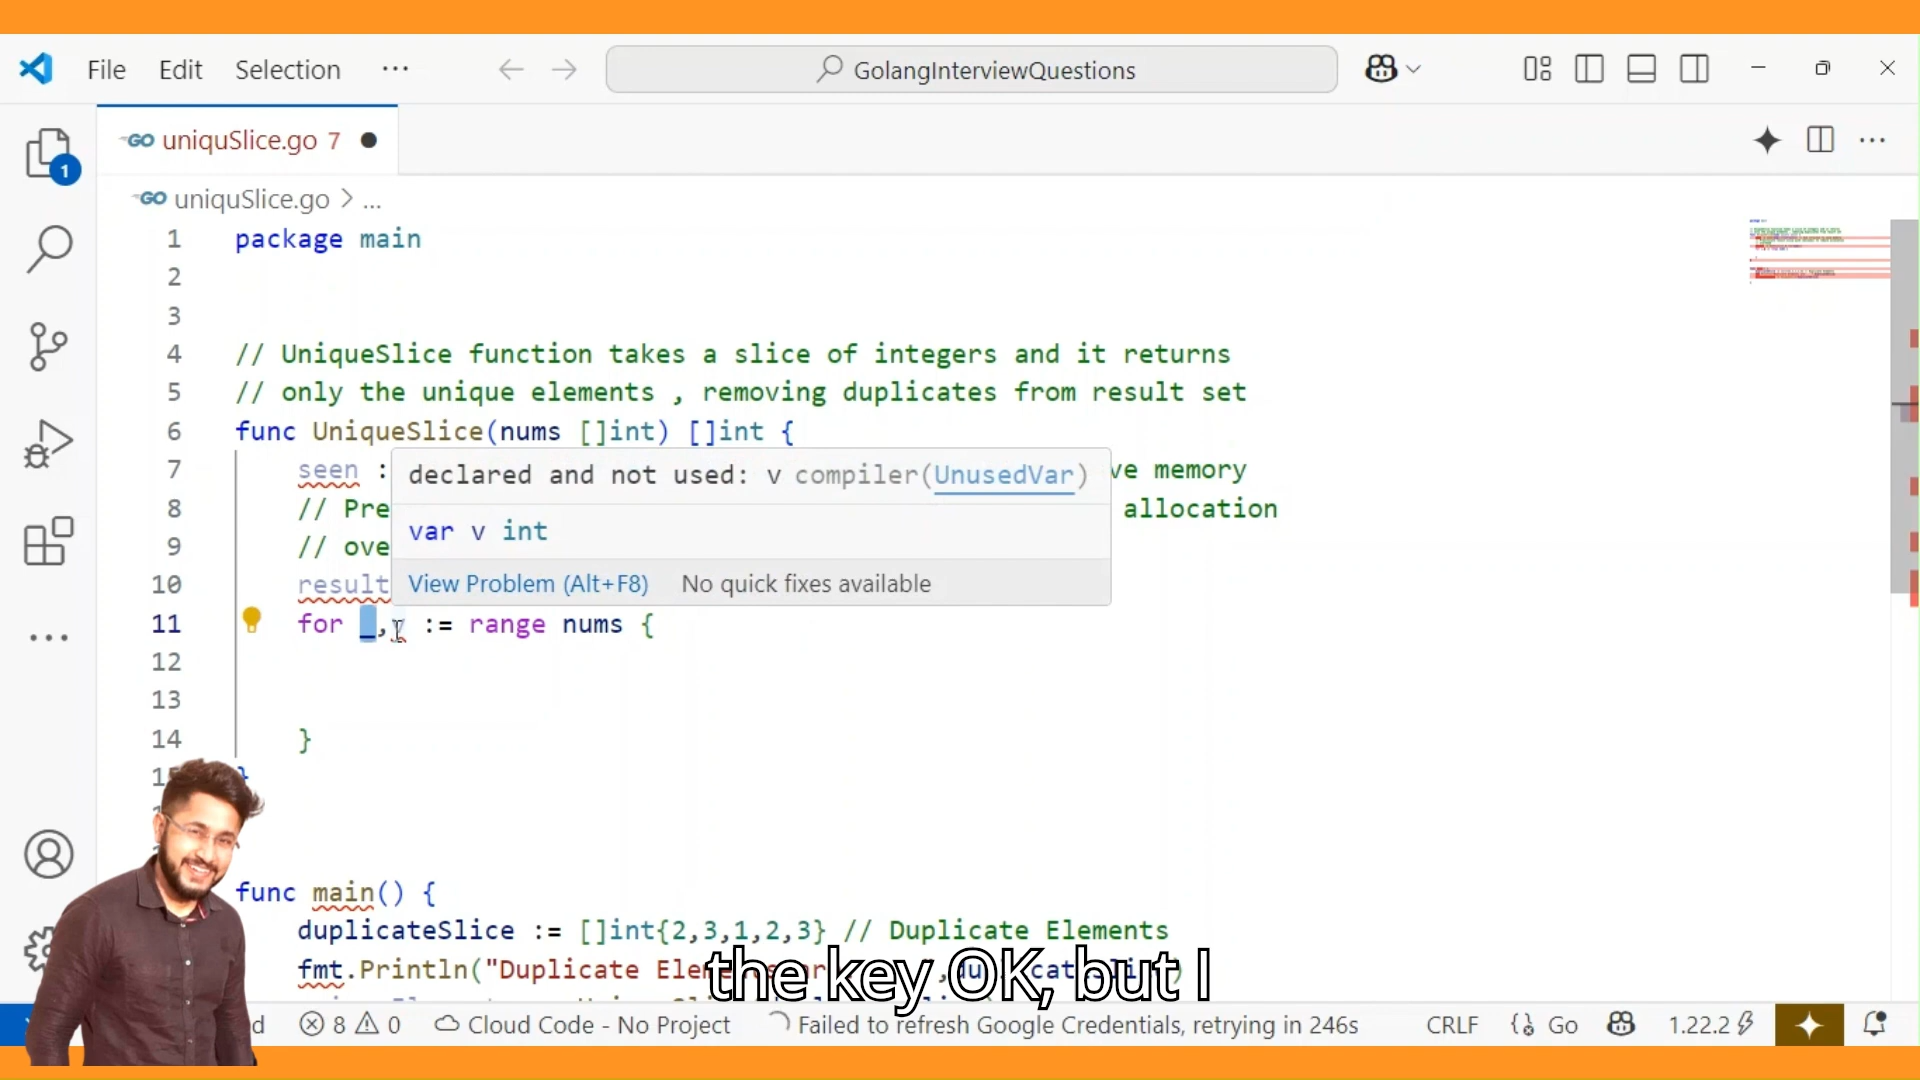 File Edit Selection ··· GolangInterviewQuestions
GO uniquSlice.go 7
1
GO uniquSlice.go > ...
1 package main
2
3
4 // UniqueSlice function takes a slice of integers and it returns
5 // only the unique elements , removing duplicates from result set
6 func UniqueSlice(nums []int) []int {
7 seen : ve memory
declared and not used: v compiler(UnusedVar)
8 // Pre allocation
var v int
9 // ove
10 result
View Problem (Alt+F8) No quick fixes available
11 for _,v := range nums {
12
13
14 }
}
func main() {
duplicateSlice := []int{2,3,1,2,3} // Duplicate Elements
fmt.Println("Duplicate
the key OK, but I
8 0 Cloud Code - No Project Failed to refresh Google Credentials, retrying in 246s CRLF Go 1.22.2